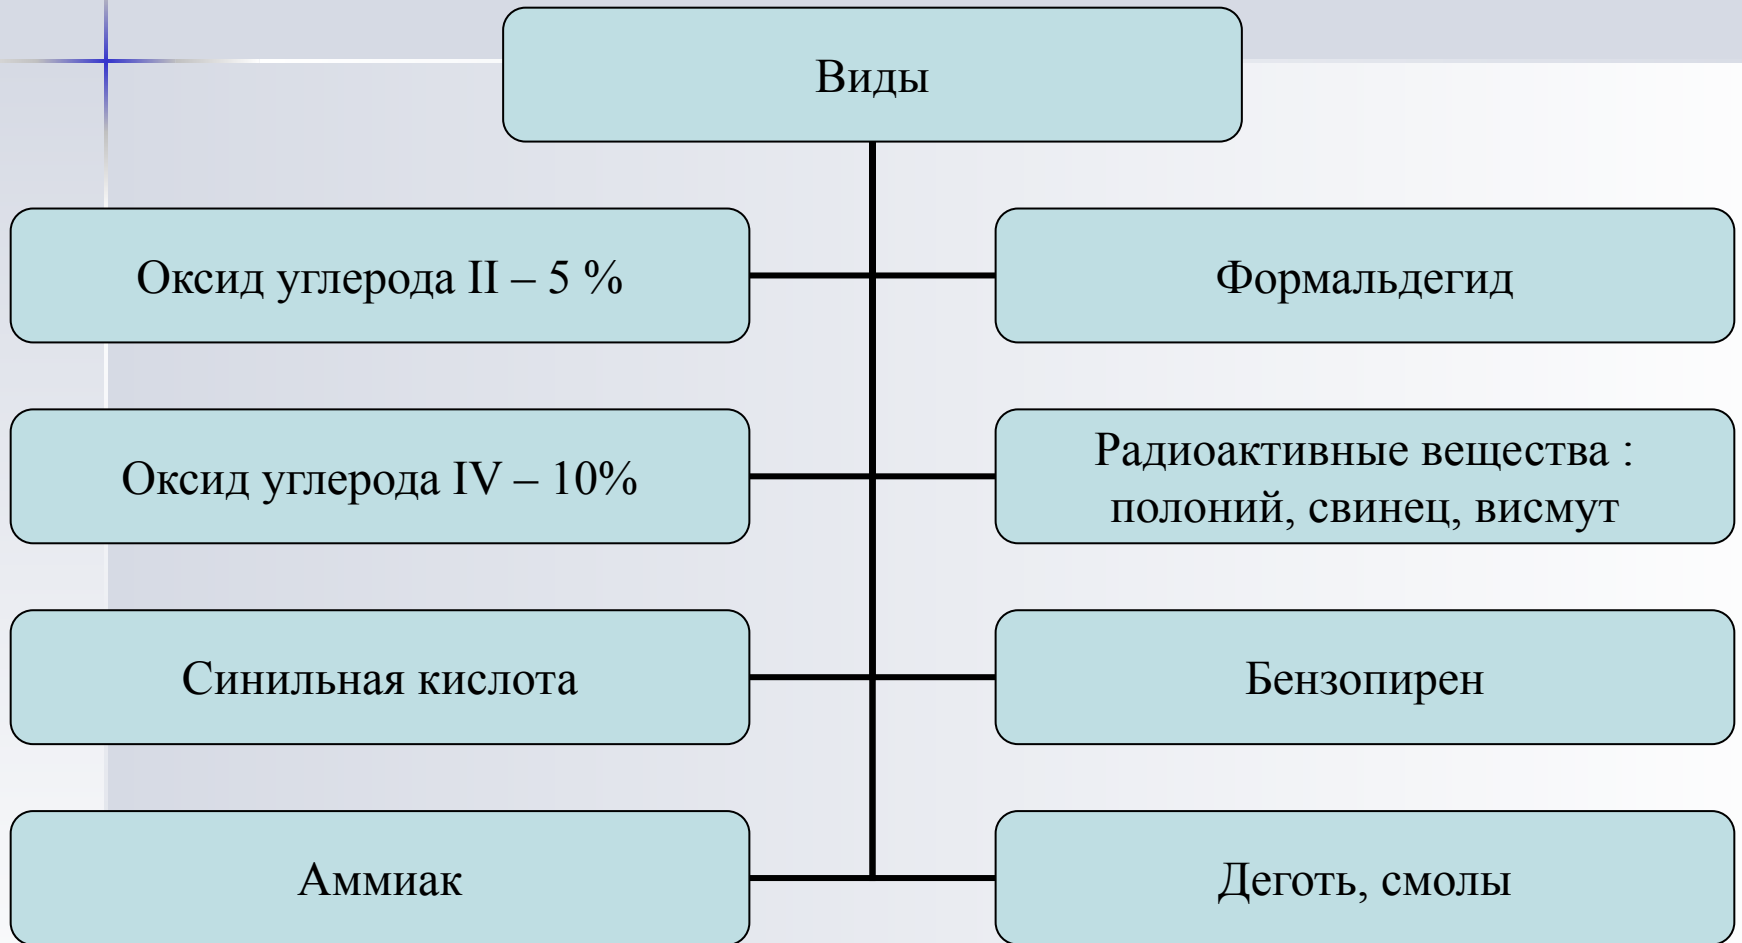 Виды
Оксид углерода II – 5 %
Формальдегид
Оксид углерода IV – 10%
Радиоактивные вещества :
полоний, свинец, висмут
Синильная кислота
Бензопирен
Аммиак
Деготь, смолы